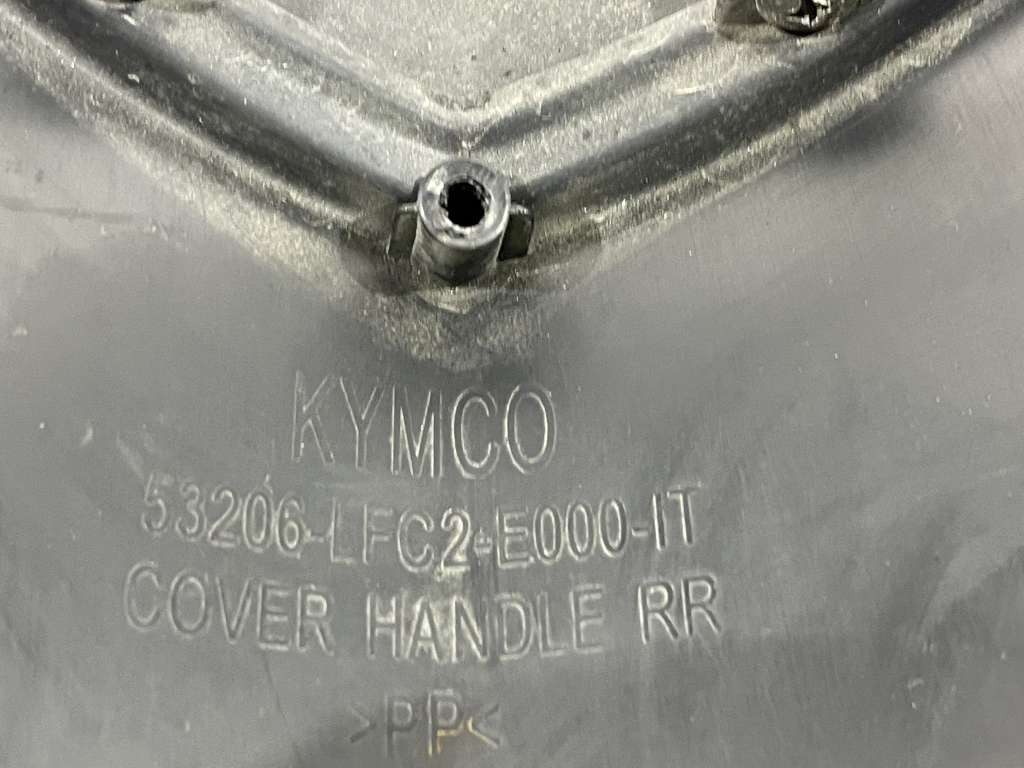 KYMCO
53206-LFC2-E000-IT
COVER HANDLE RR
>PP<